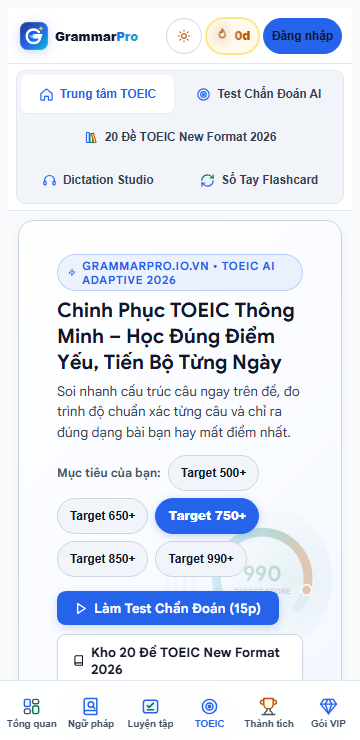 GrammarPro
0d
Đăng nhập
Trung tâm TOEIC
Test Chẩn Đoán AI
20 Đề TOEIC New Format 2026
Dictation Studio
Sổ Tay Flashcard
GRAMMARPRO.IO.VN • TOEIC AI
ADAPTIVE 2026
Chinh Phục TOEIC Thông
Minh – Học Đúng Điểm
Yếu, Tiến Bộ Từng Ngày
Soi nhanh cấu trúc câu ngay trên đề, đo
trình độ chuẩn xác từng câu và chỉ ra
đúng dạng bài bạn hay mất điểm nhất.
Mục tiêu của bạn:
Target 500+
Target 650+
Target 750+
Target 850+
Target 990+
990
Làm Test Chẩn Đoán (15p)
Kho 20 Đề TOEIC New Format
2026
Tổng quan
Ngữ pháp
Luyện tập
TOEIC
Thành tích
Gói VIP